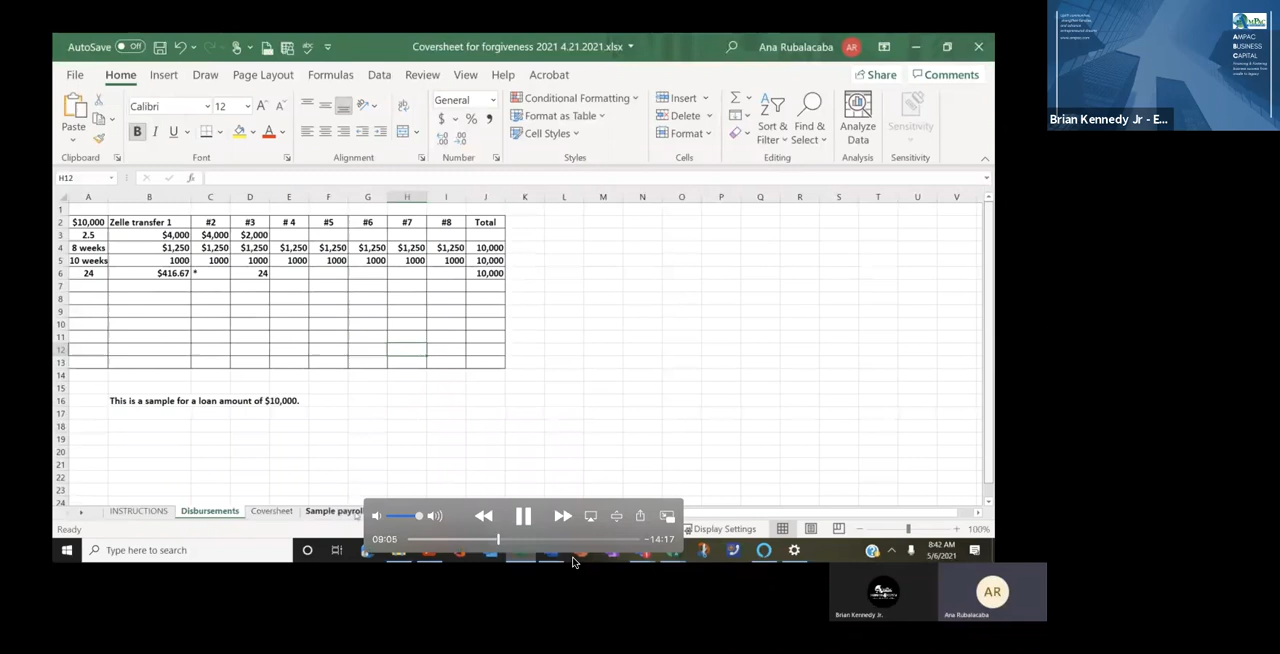 AutoSave Off
Coversheet for forgiveness 2021 4.21.2021.xlsx
Ana Rubalacaba AR
File Home Insert Draw Page Layout Formulas Data Review View Help Acrobat Share Comments
Paste
Calibri 12
B I U
General
$ % 9
Conditional Formatting
Format as Table
Cell Styles
Insert
Delete
Format
Sort &
Filter
Find &
Select
Analyze
Data
Sensitivity
Clipboard Font Alignment Number Styles Cells Editing Analysis Sensitivity
H12 fx
A B C D E F G H I J K L M N O P Q R S T U V
1
2 $10,000 Zelle transfer 1 #2 #3 # 4 #5 #6 #7 #8 Total
3 2.5 $4,000 $4,000 $2,000
4 8 weeks $1,250 $1,250 $1,250 $1,250 $1,250 $1,250 $1,250 $1,250 10,000
5 10 weeks 1000 1000 1000 1000 1000 1000 1000 1000 10,000
6 24 $416.67 * 24 10,000
7
8
9
10
11
12
13
14
15
16 This is a sample for a loan amount of $10,000.
17
18
19
20
21
22
23
24
INSTRUCTIONS Disbursements Coversheet Sample payrol
09:05 -14:17
Ready Display Settings 100%
Type here to search
8:42 AM
5/6/2021
AMPAC
BUSINESS
CAPITAL
Brian Kennedy Jr - E...
Brian Kennedy Jr.
AR
Ana Rubalacaba